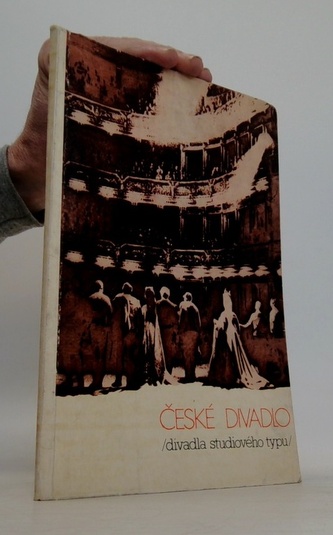 ČESKÉ DIVADLO
/divadla studiového typu/